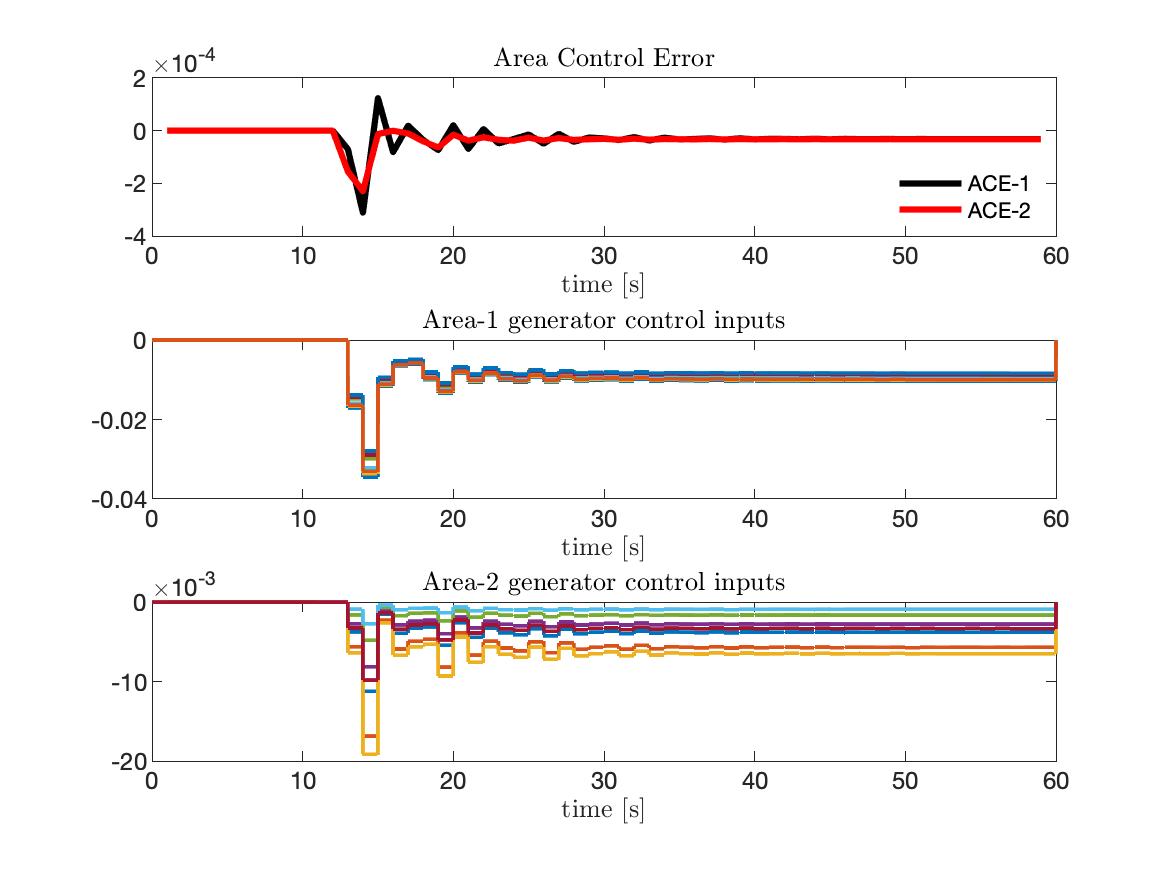 Area Control Error
×10-4
2
0
-2
-4
ACE-1
ACE-2
0 10 20 30 40 50 60
time [s]
Area-1 generator control inputs
0
-0.02
-0.04
0 10 20 30 40 50 60
time [s]
Area-2 generator control inputs
×10-3
0
-10
-20
0 10 20 30 40 50 60
time [s]